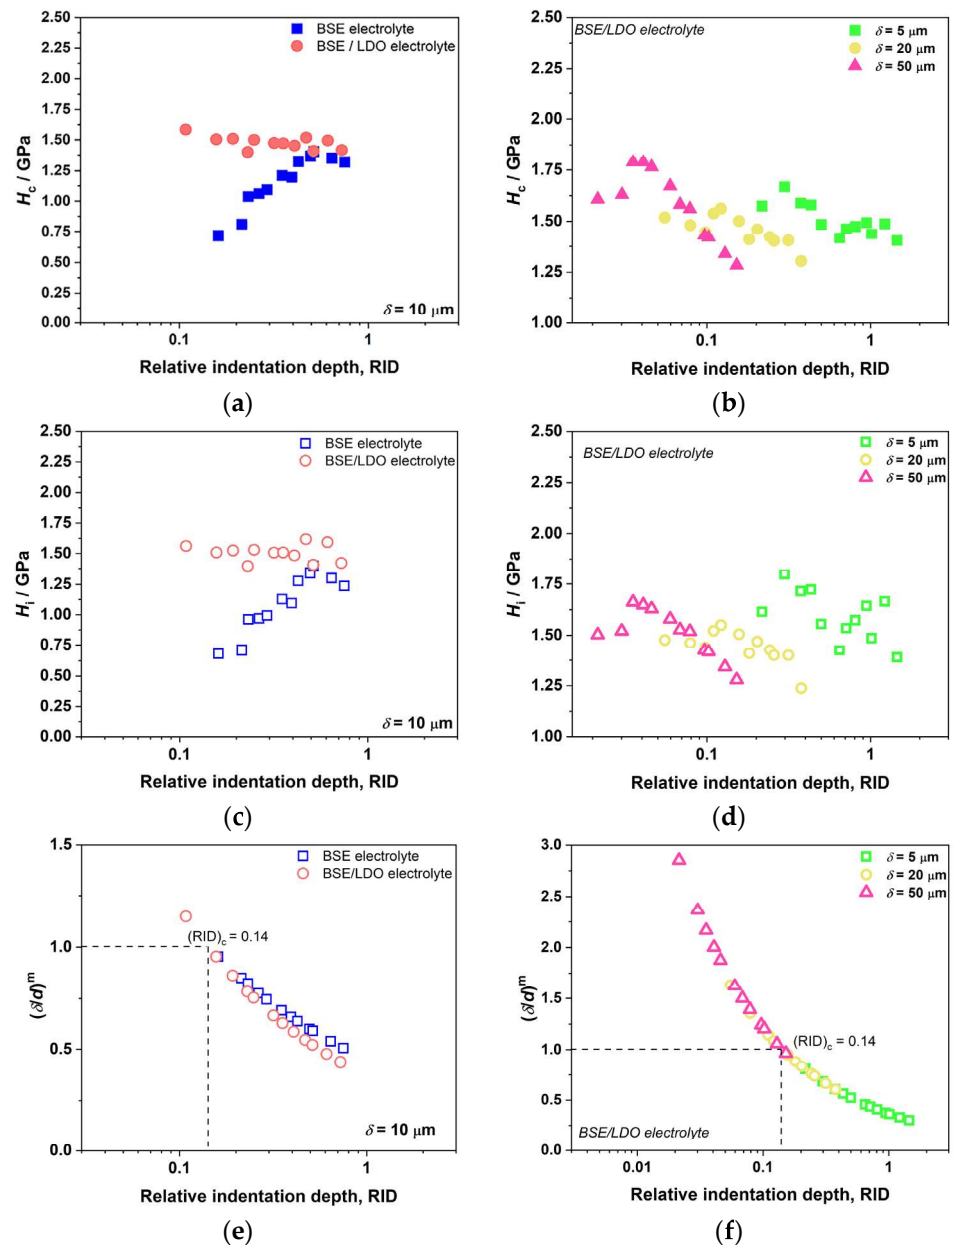 2.50
2.25
2.00
1.75
1.50
1.25
1.00
0.75
0.50
0.25
0.00
H_c / GPa
BSE electrolyte
BSE / LDO electrolyte
δ = 10 μm
0.1
1
Relative indentation depth, RID
(a)
2.50
2.25
2.00
1.75
1.50
1.25
1.00
H_c / GPa
BSE/LDO electrolyte
δ = 5 μm
δ = 20 μm
δ = 50 μm
0.1
1
Relative indentation depth, RID
(b)
2.50
2.25
2.00
1.75
1.50
1.25
1.00
0.75
0.50
0.25
0.00
H_i / GPa
BSE electrolyte
BSE/LDO electrolyte
δ = 10 μm
0.1
1
Relative indentation depth, RID
(c)
2.50
2.25
2.00
1.75
1.50
1.25
1.00
H_i / GPa
BSE/LDO electrolyte
δ = 5 μm
δ = 20 μm
δ = 50 μm
0.1
1
Relative indentation depth, RID
(d)
1.5
1.0
0.5
0.0
(δ/d)^m
BSE electrolyte
BSE/LDO electrolyte
(RID)_c = 0.14
δ = 10 μm
0.1
1
Relative indentation depth, RID
(e)
3.0
2.5
2.0
1.5
1.0
0.5
0.0
(δ/d)^m
δ = 5 μm
δ = 20 μm
δ = 50 μm
(RID)_c = 0.14
BSE/LDO electrolyte
0.01
0.1
1
Relative indentation depth, RID
(f)